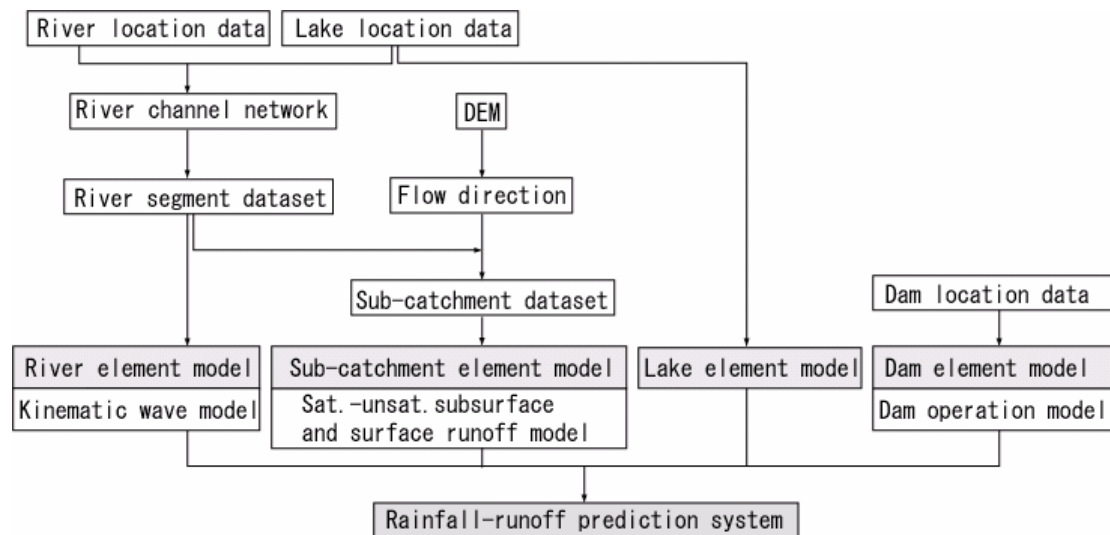 River location data
Lake location data
River channel network
DEM
River segment dataset
Flow direction
Sub-catchment dataset
Dam location data
River element model
Sub-catchment element model
Lake element model
Dam element model
Kinematic wave model
Sat.-unsat.subsurface
and surface runoff model
Dam operation model
Rainfall-runoff prediction system